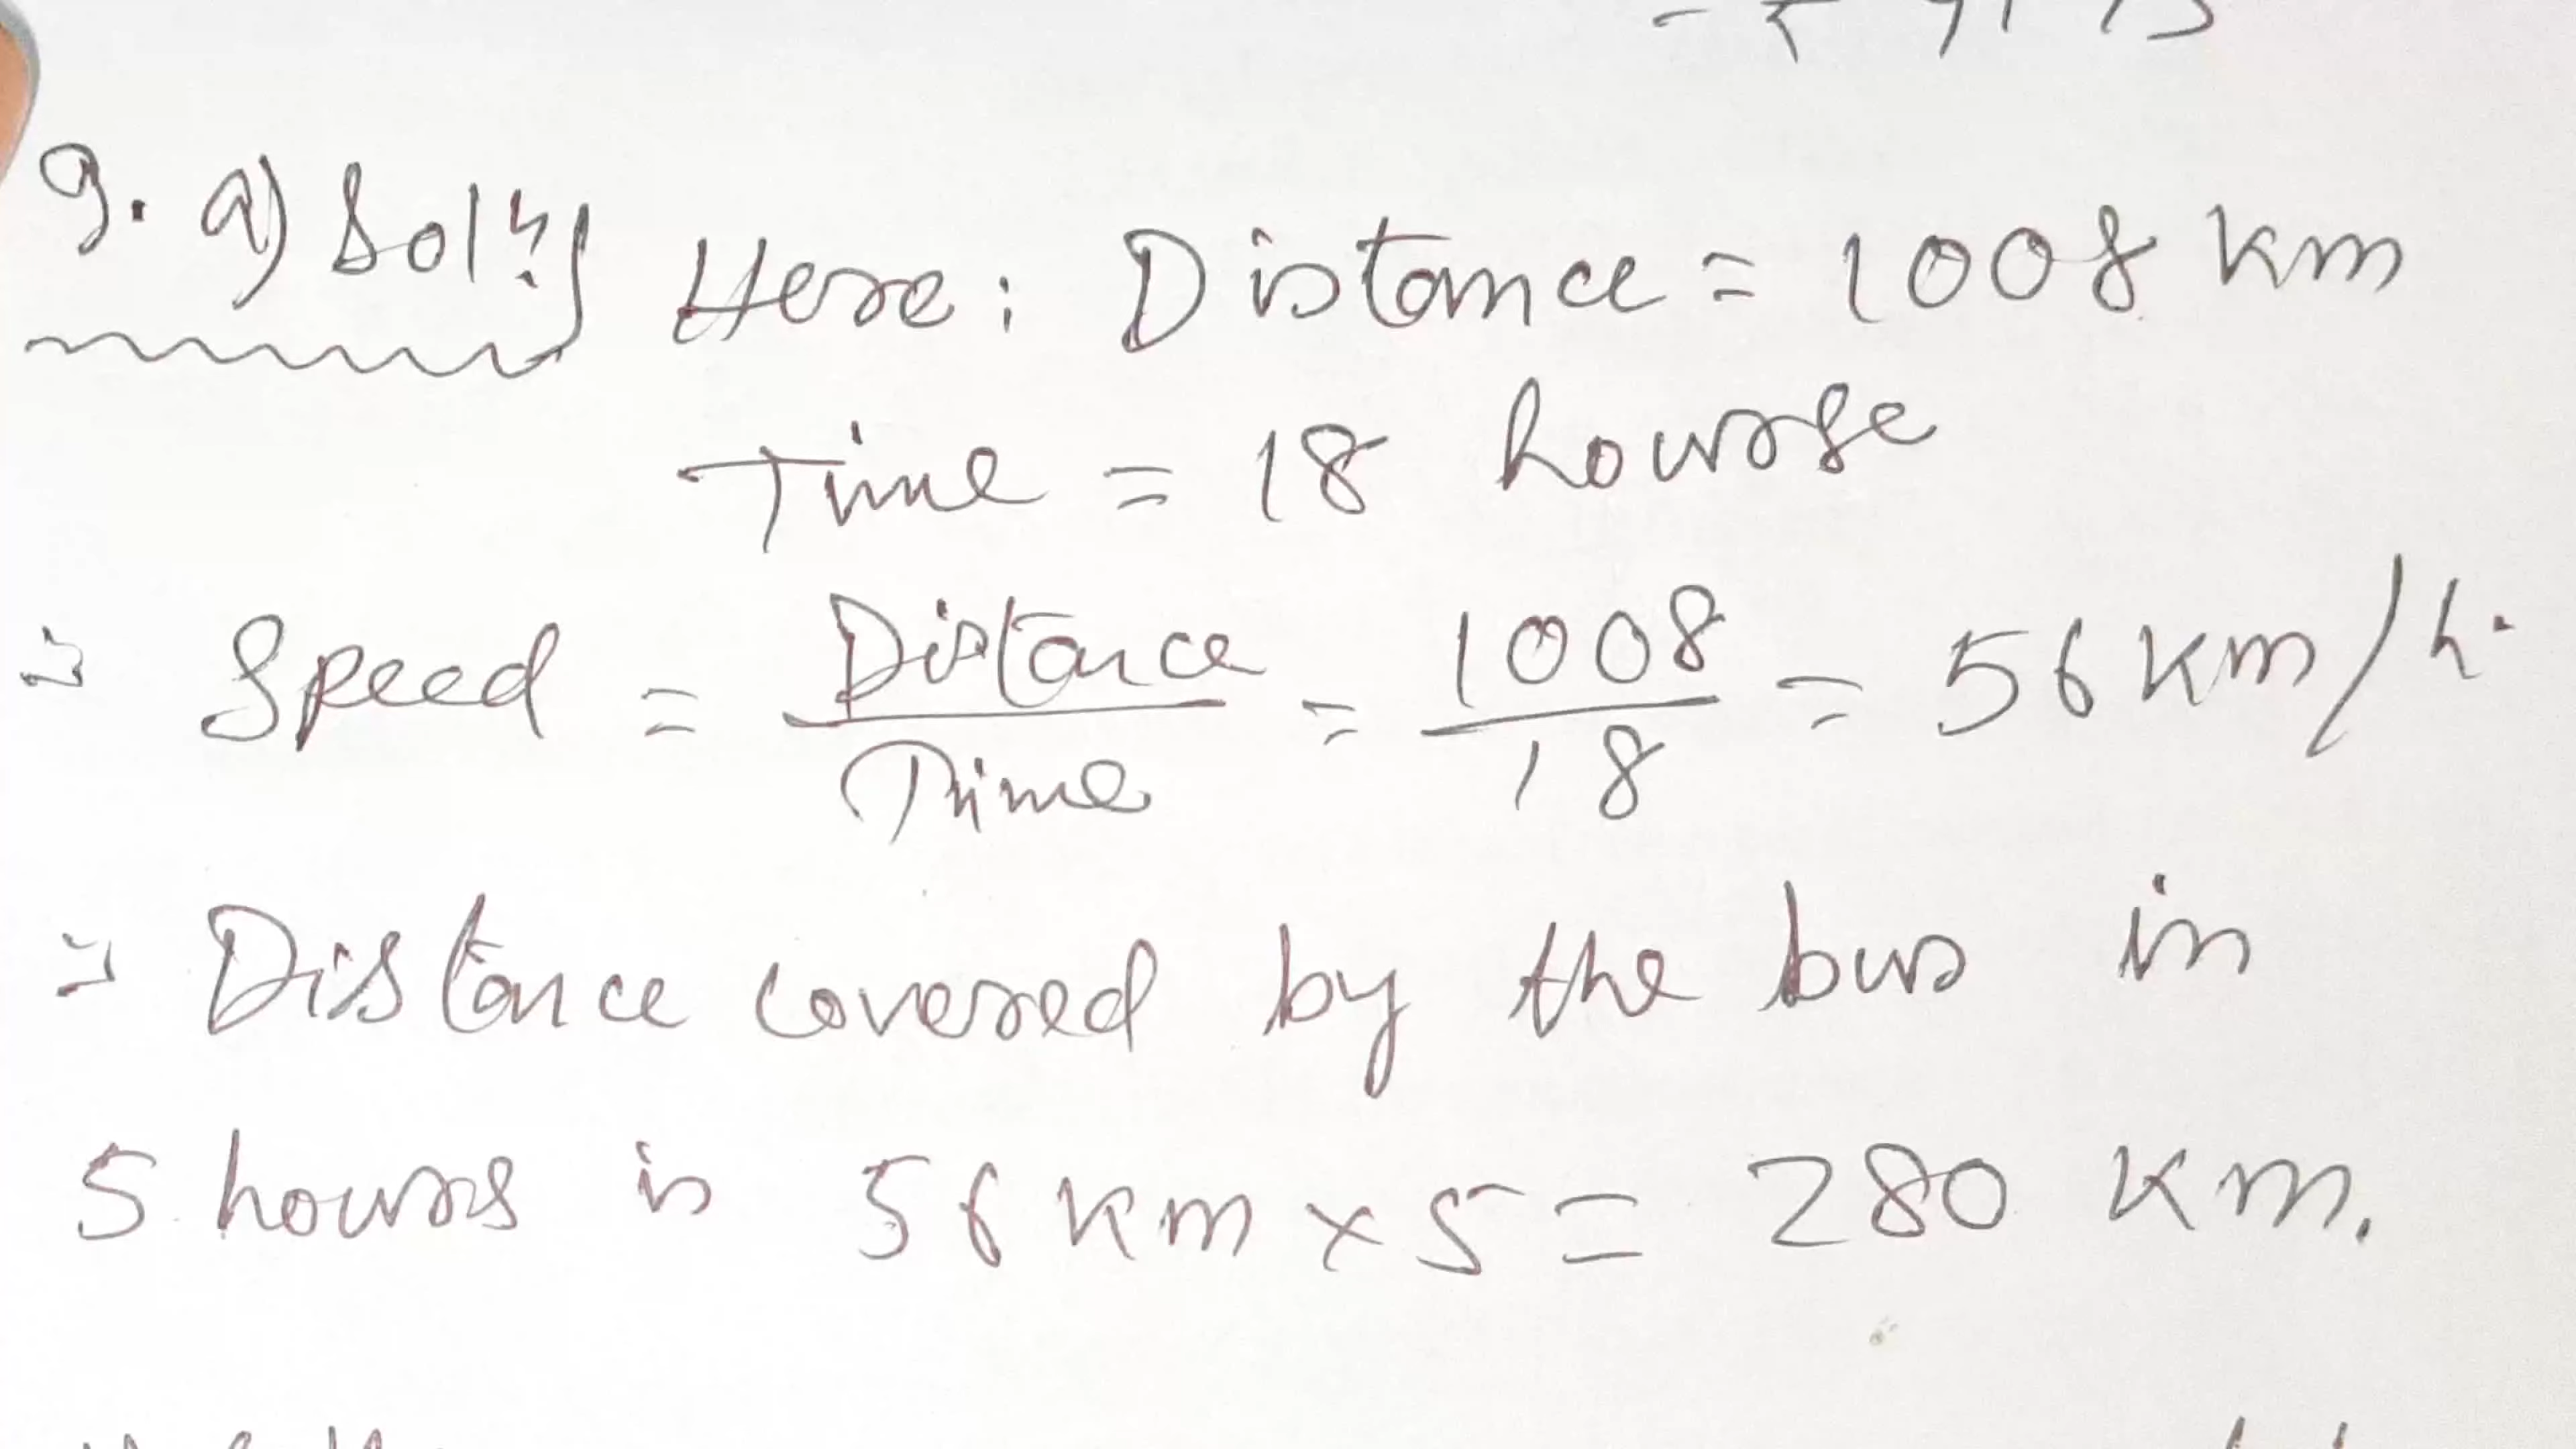 9. a) Solⁿ. Here: Distance = 1008 km
Time = 18 hourse
⇒ Speed = Distance/Time = 1008/18 = 56 km/h.
⇒ Distance covered by the bus in
5 hours is 56 km × 5 = 280 km.